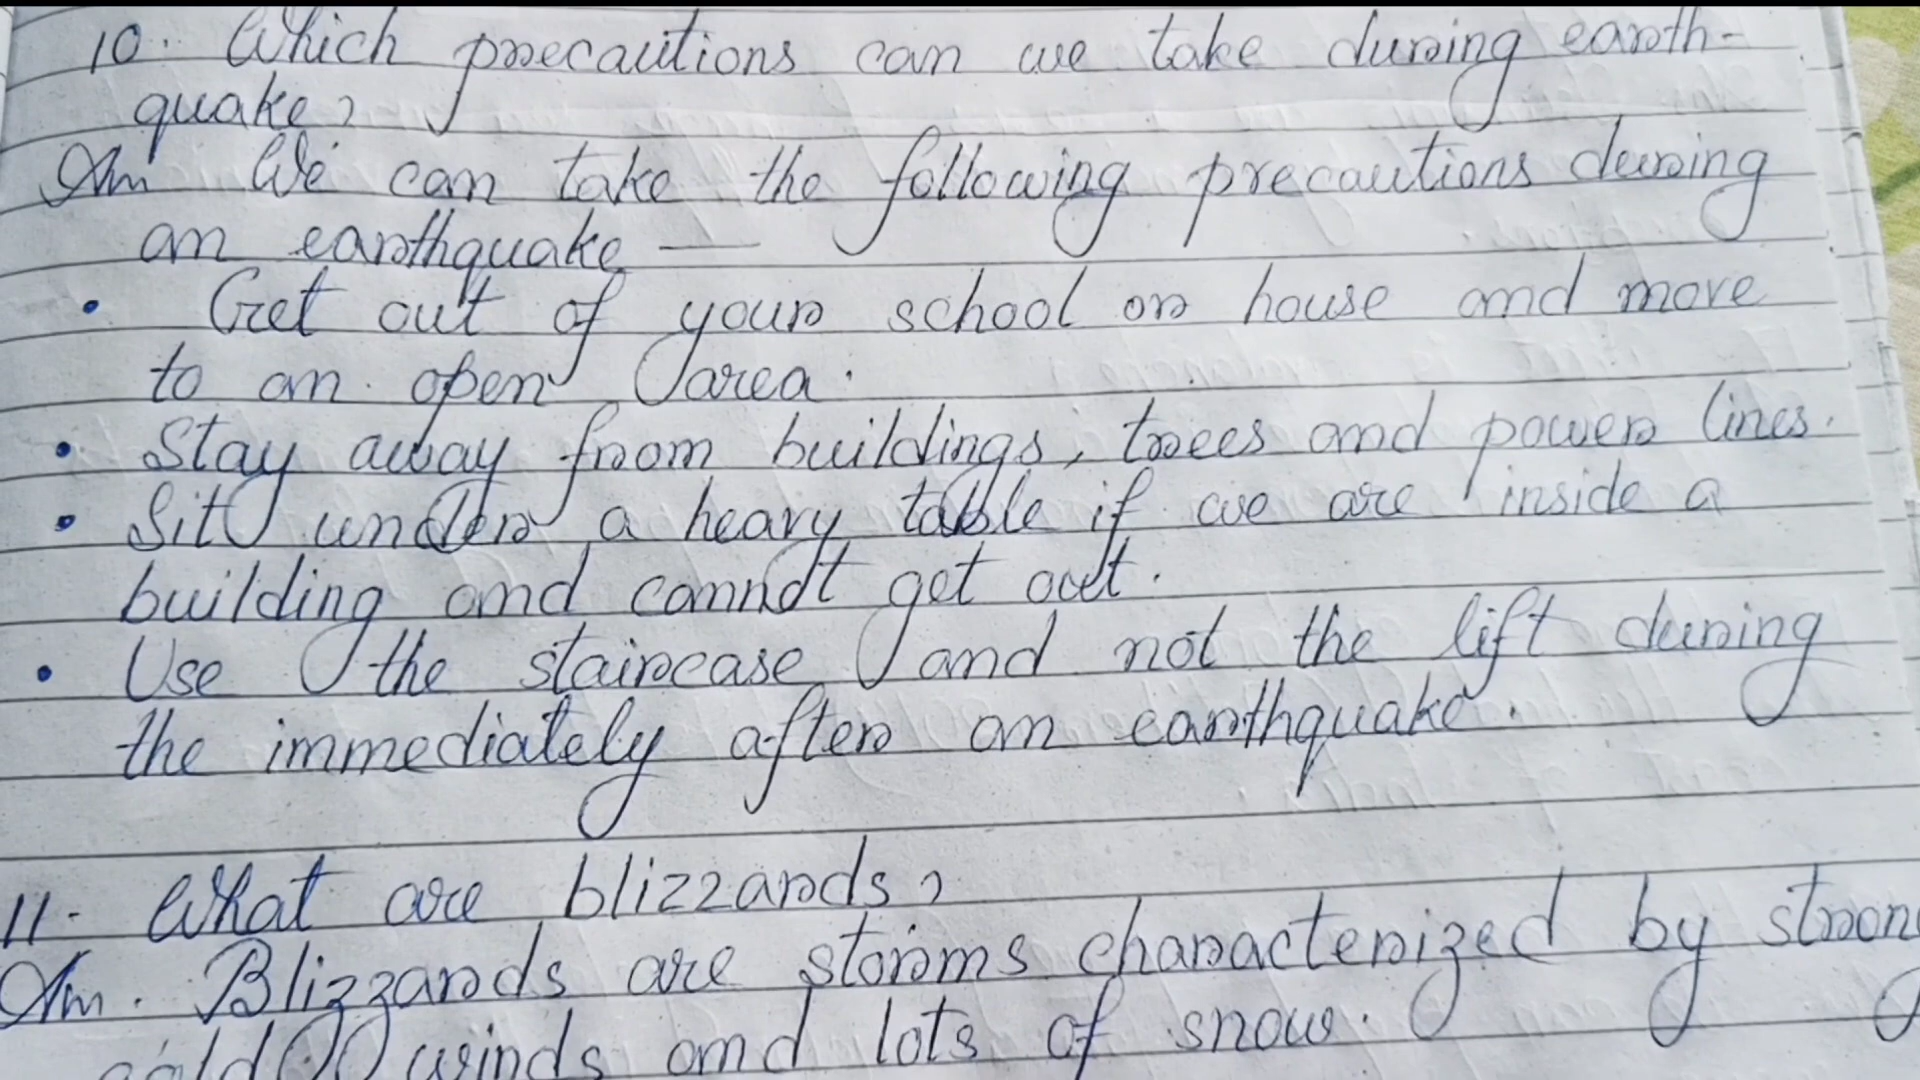 10. Which precautions can we take during earth-
quake?
Ans We can take the following precautions during
an earthquake —
• Get out of your school or house and move
to an open area.
• Stay away from buildings, trees and power lines.
• Sit under a heavy table if we are inside a
building and cannot get out.
• Use the staircase and not the lift during
the immediately after an earthquake.
11. What are blizzards?
Ans. Blizzards are storms characterized by strong
cold winds and lots of snow.